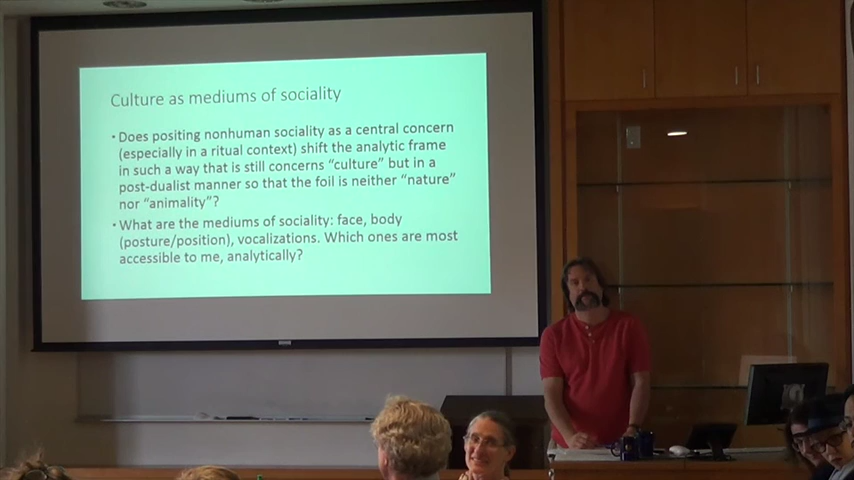 Culture as mediums of sociality
• Does positing nonhuman sociality as a central concern
(especially in a ritual context) shift the analytic frame
in such a way that is still concerns “culture” but in a
post-dualist manner so that the foil is neither “nature”
nor “animality”?
• What are the mediums of sociality: face, body
(posture/position), vocalizations. Which ones are most
accessible to me, analytically?